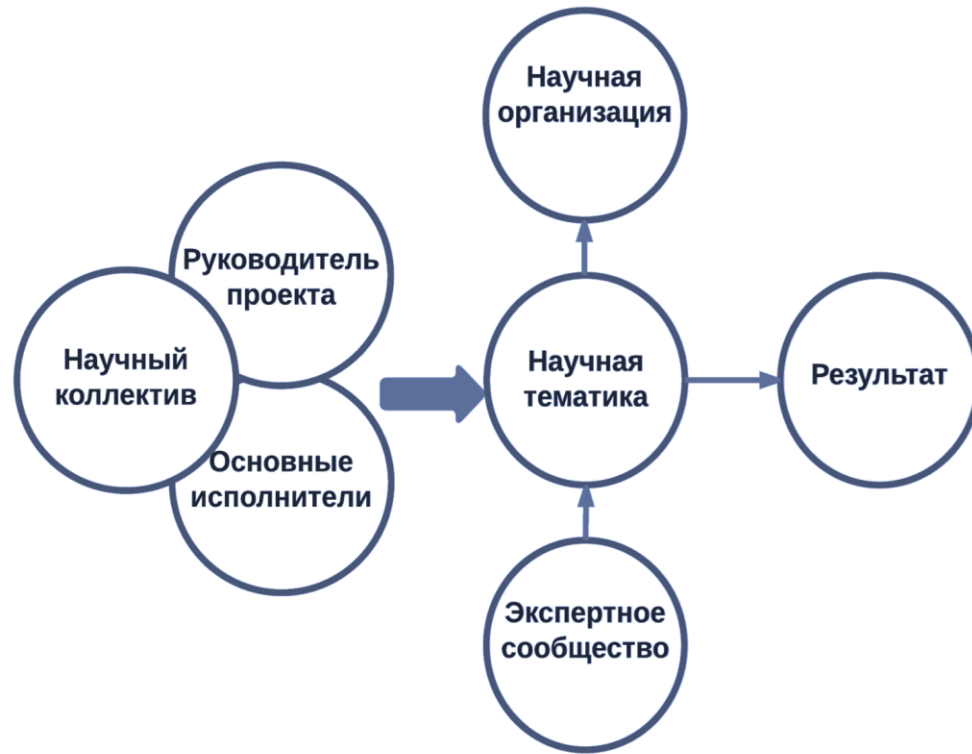 Научная
организация
Руководитель
проекта
Научный
коллектив
Основные
исполнители
Научная
тематика
Результат
Экспертное
сообщество